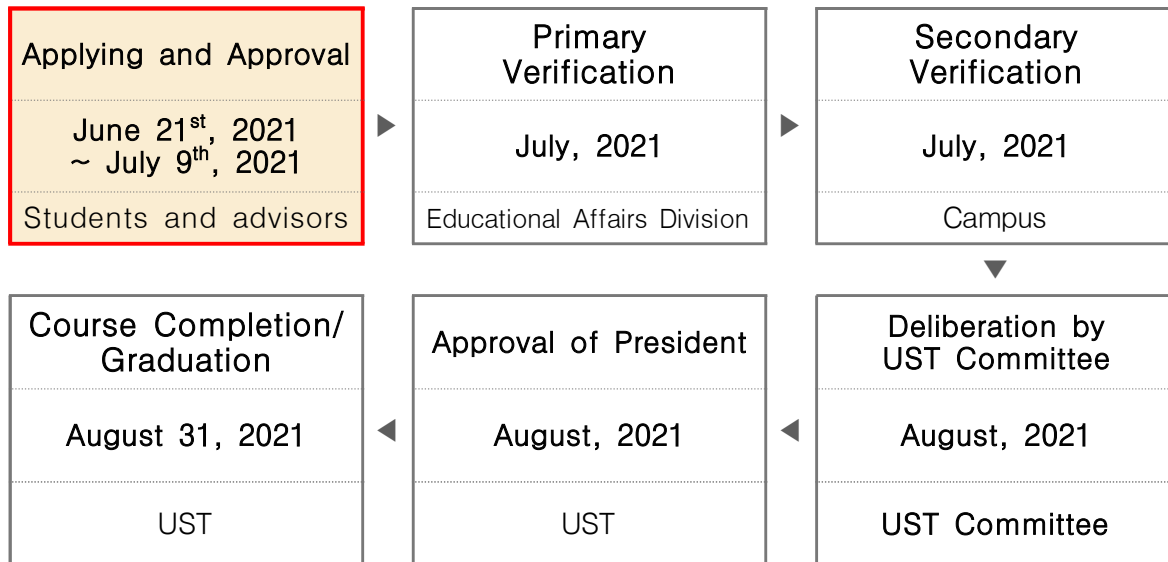 Applying and Approval
June 21st, 2021
~ July 9th, 2021
Students and advisors
Primary
Verification
July, 2021
Educational Affairs Division
Secondary
Verification
July, 2021
Campus
Deliberation by
UST Committee
August, 2021
UST Committee
Approval of President
August, 2021
UST
Course Completion/
Graduation
August 31, 2021
UST